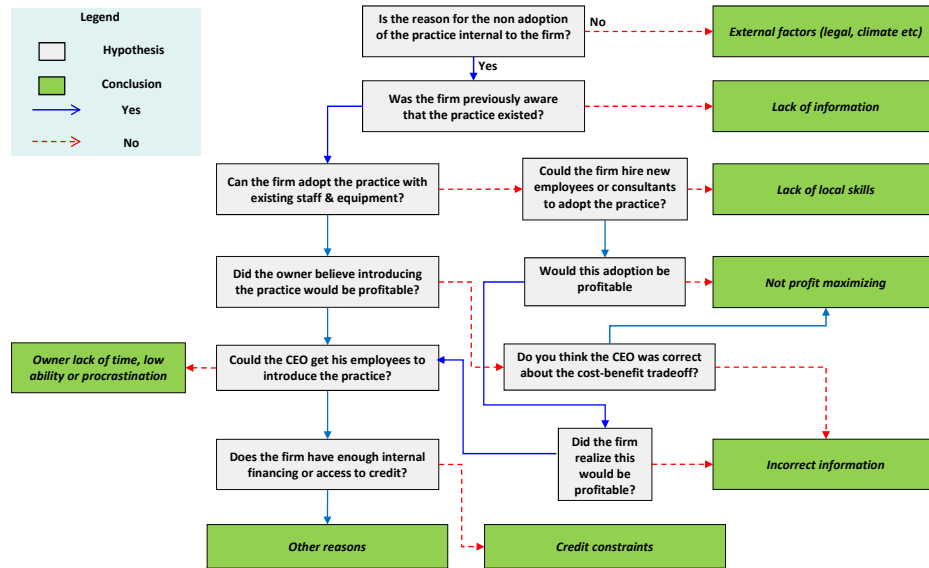 Legend
Hypothesis
Conclusion
Yes
No
Is the reason for the non adoption
of the practice internal to the firm?
No
External factors (legal, climate etc)
Yes
Was the firm previously aware
that the practice existed?
Lack of information
Can the firm adopt the practice with
existing staff & equipment?
Could the firm hire new
employees or consultants
to adopt the practice?
Lack of local skills
Did the owner believe introducing
the practice would be profitable?
Would this adoption be
profitable
Not profit maximizing
Owner lack of time, low
ability or procrastination
Could the CEO get his employees to
introduce the practice?
Do you think the CEO was correct
about the cost-benefit tradeoff?
Does the firm have enough internal
financing or access to credit?
Did the firm
realize this
would be
profitable?
Incorrect information
Other reasons
Credit constraints